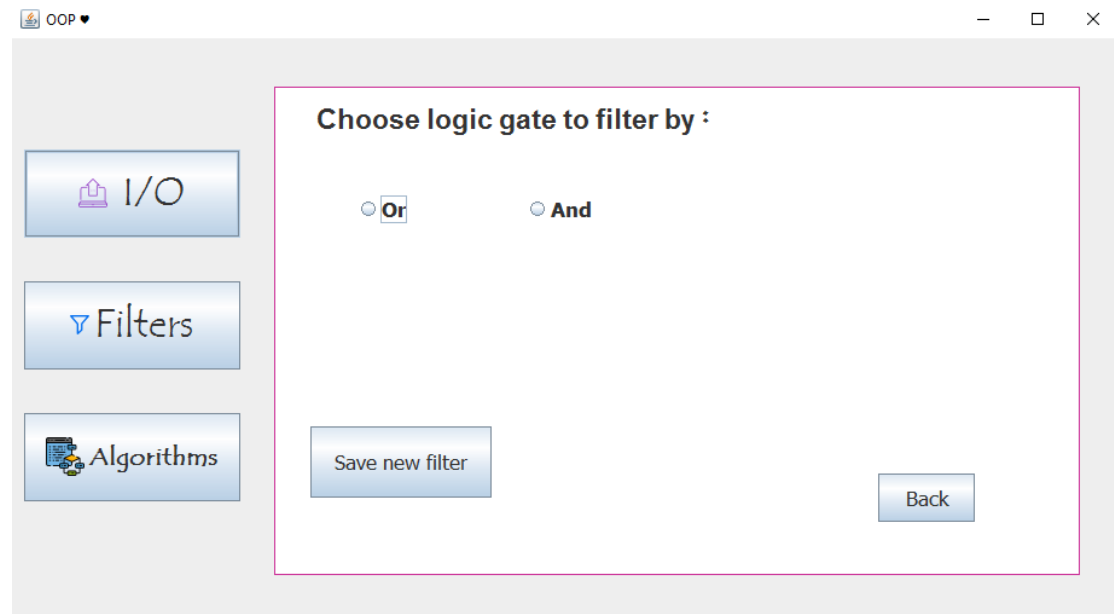 OOP ♥
Choose logic gate to filter by :
I/O
Or And
Filters
Algorithms
Save new filter
Back